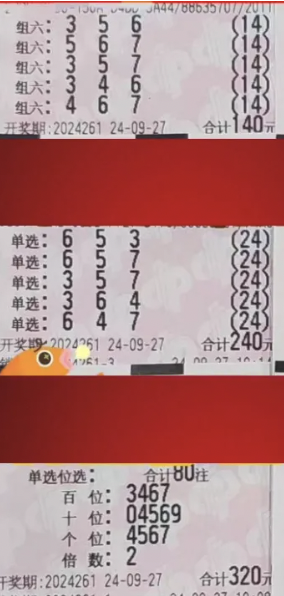 组六: 3 5 6 (14)
组六: 5 6 7 (14)
组六: 3 5 7 (14)
组六: 3 4 6 (14)
组六: 4 6 7 (14)
开奖期:2024261 24-09-27 合计140元
单选: 6 5 3 (24)
单选: 6 5 7 (24)
单选: 3 5 7 (24)
单选: 3 6 4 (24)
单选: 6 4 7 (24)
开奖期:2024261 24-09-27 合计240元
单选位选: 合计80注
百 位: 3467
十 位: 04569
个 位: 4567
倍 数: 2
开奖期:2024261 24-09-27 合计320元